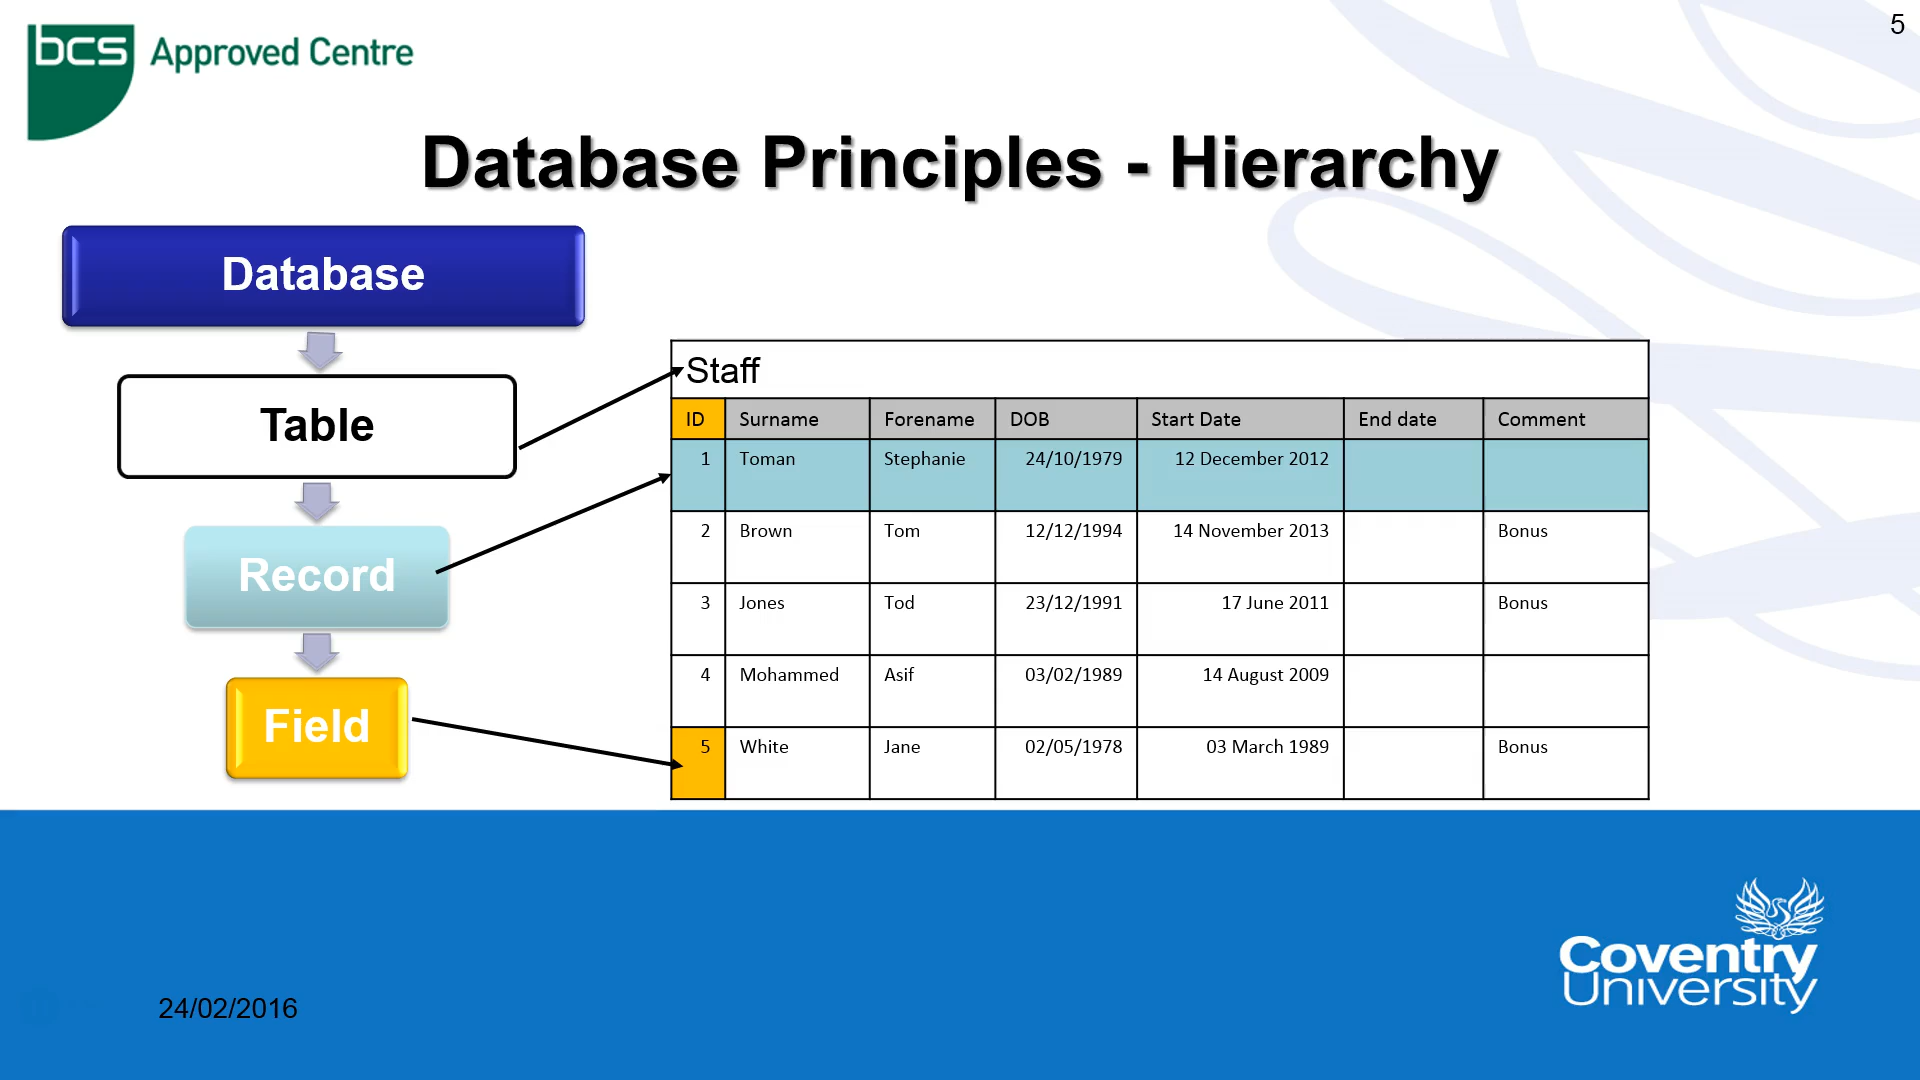 5
bcs Approved Centre
Database Principles - Hierarchy
Database
Table
Record
Field
Staff
ID Surname Forename DOB Start Date End date Comment
1 Toman Stephanie 24/10/1979 12 December 2012
2 Brown Tom 12/12/1994 14 November 2013 Bonus
3 Jones Tod 23/12/1991 17 June 2011 Bonus
4 Mohammed Asif 03/02/1989 14 August 2009
5 White Jane 02/05/1978 03 March 1989 Bonus
24/02/2016
Coventry
University